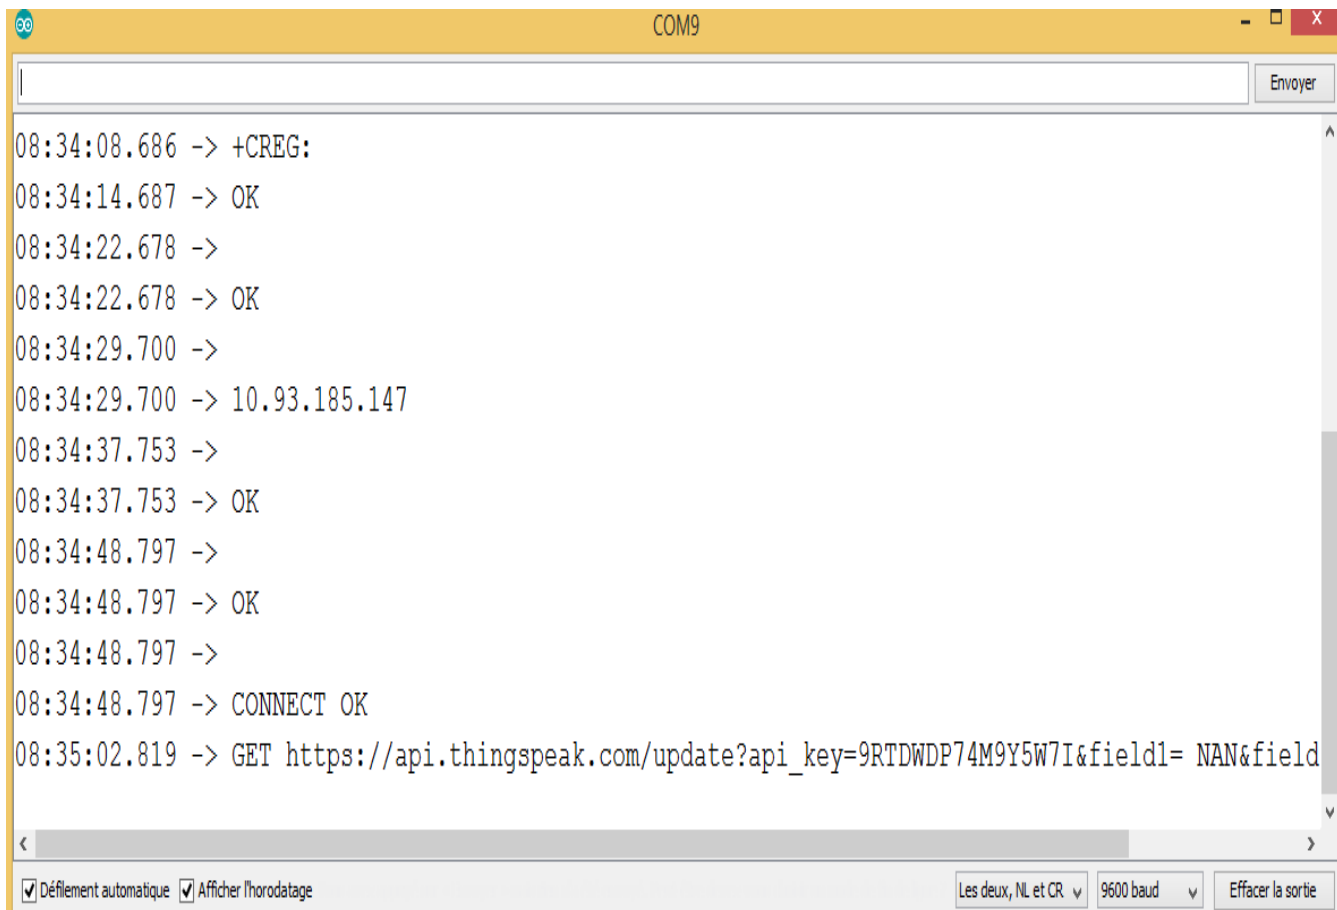 COM9
Envoyer
08:34:08.686 -> +CREG:
08:34:14.687 -> OK
08:34:22.678 ->
08:34:22.678 -> OK
08:34:29.700 ->
08:34:29.700 -> 10.93.185.147
08:34:37.753 ->
08:34:37.753 -> OK
08:34:48.797 ->
08:34:48.797 -> OK
08:34:48.797 ->
08:34:48.797 -> CONNECT OK
08:35:02.819 -> GET https://api.thingspeak.com/update?api_key=9RTDWDP74M9Y5W7I&field1= NAN&field
Défilement automatique Afficher l'horodatage Les deux, NL et CR 9600 baud Effacer la sortie